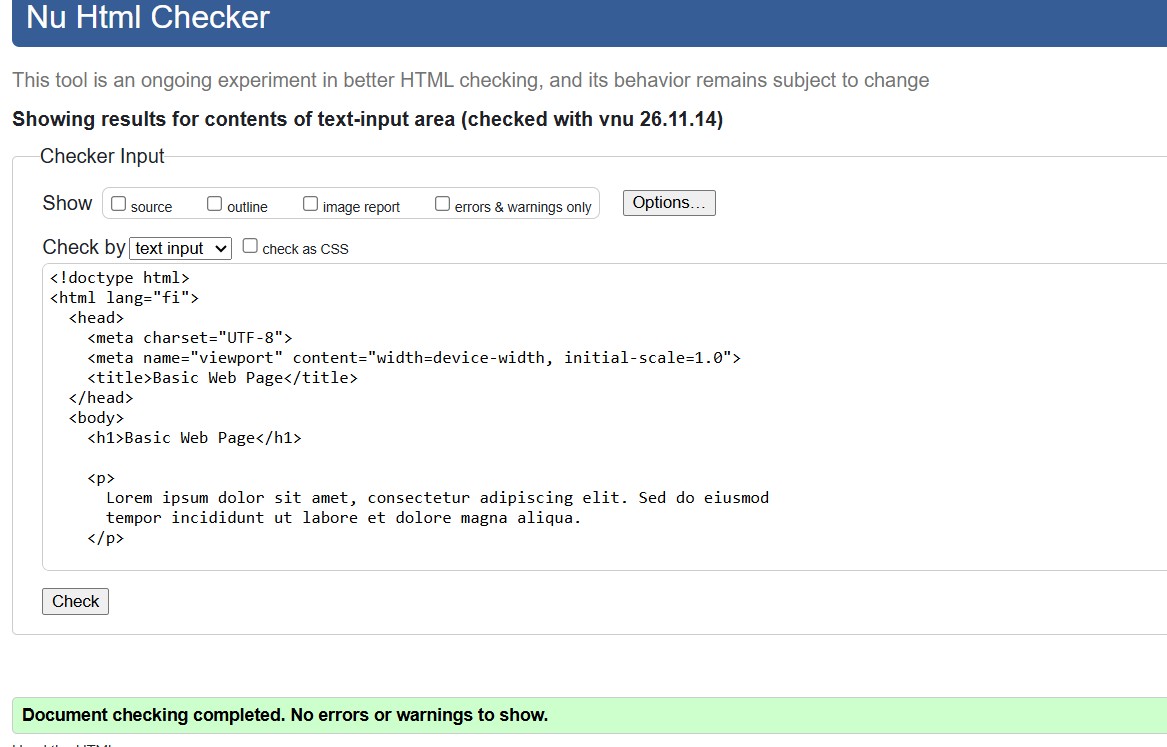 Nu Html Checker
This tool is an ongoing experiment in better HTML checking, and its behavior remains subject to change
Showing results for contents of text-input area (checked with vnu 26.11.14)
Checker Input
Show source outline image report errors & warnings only Options...
Check by text input check as CSS
<!doctype html>
<html lang="fi">
  <head>
    <meta charset="UTF-8">
    <meta name="viewport" content="width=device-width, initial-scale=1.0">
    <title>Basic Web Page</title>
  </head>
  <body>
    <h1>Basic Web Page</h1>
    <p>
      Lorem ipsum dolor sit amet, consectetur adipiscing elit. Sed do eiusmod
      tempor incididunt ut labore et dolore magna aliqua.
    </p>
Check
Document checking completed. No errors or warnings to show.